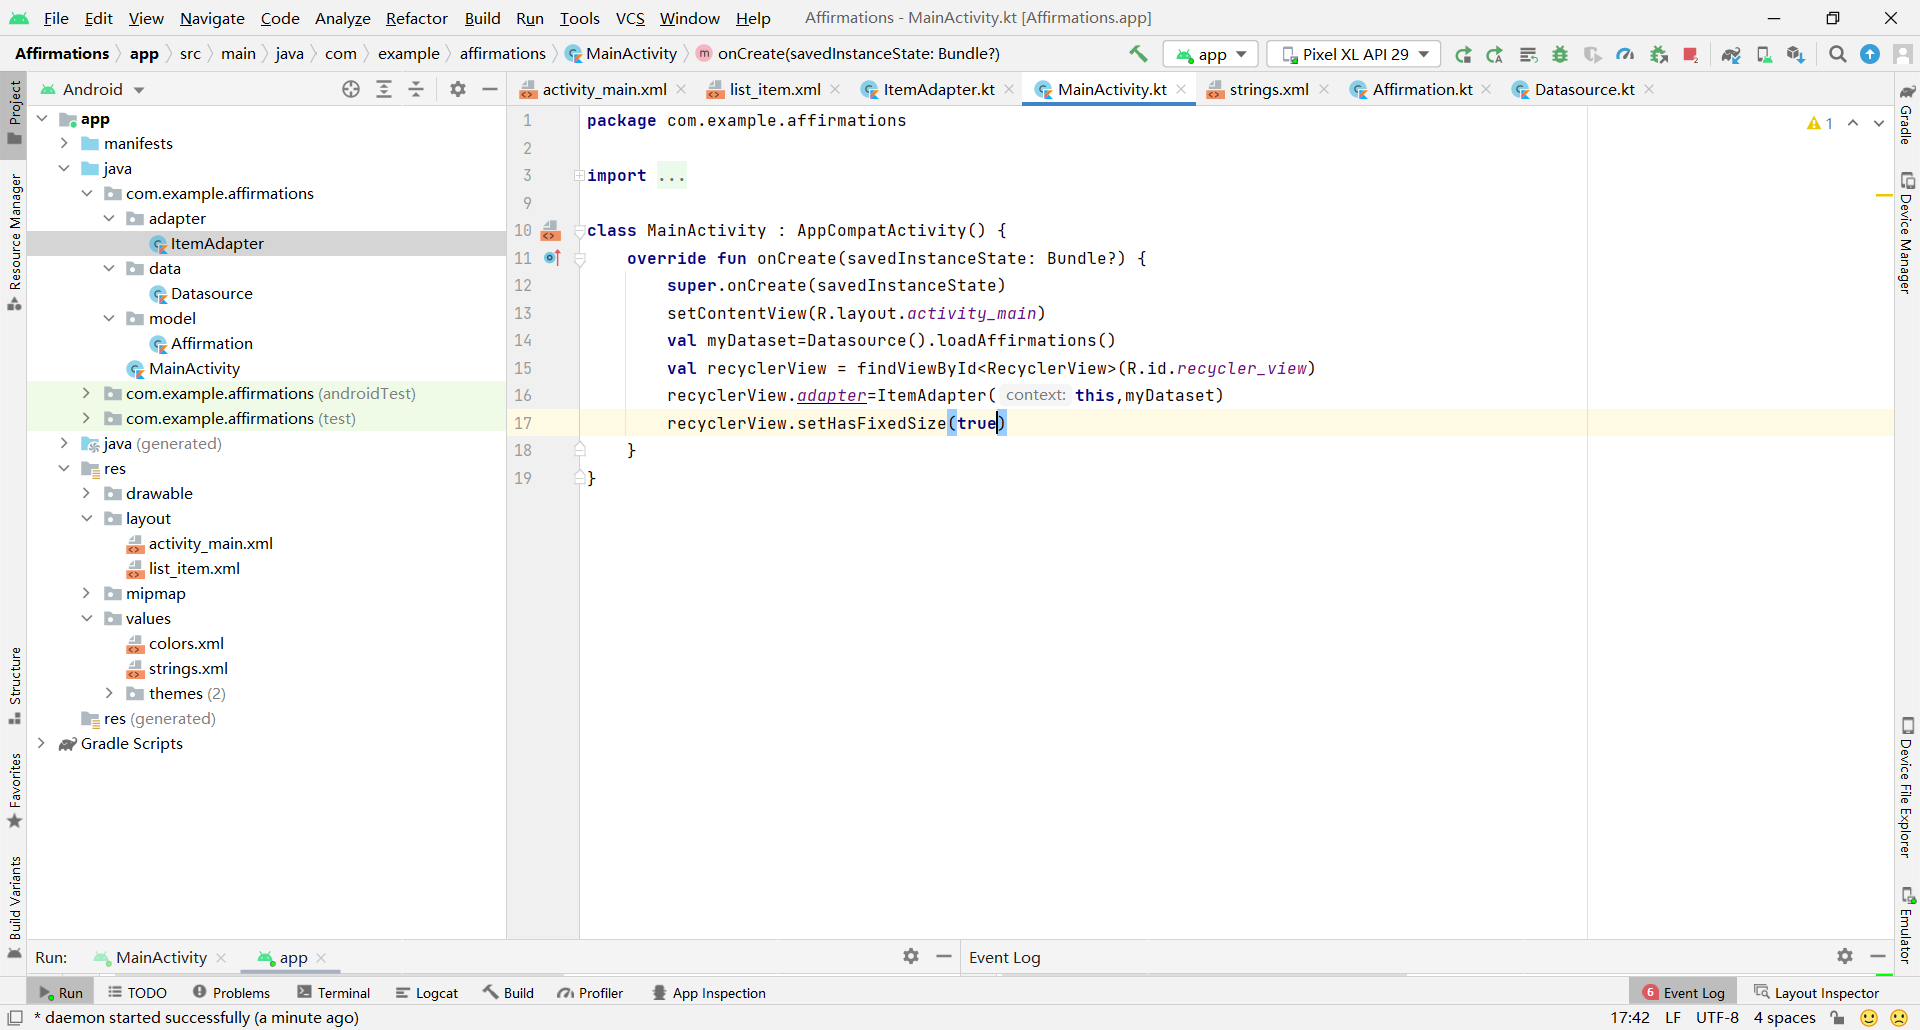 File Edit View Navigate Code Analyze Refactor Build Run Tools VCS Window Help Affirmations - MainActivity.kt [Affirmations.app]
Affirmations app src main java com example affirmations MainActivity m onCreate(savedInstanceState: Bundle?) app Pixel XL API 29
Android
activity_main.xml list_item.xml ItemAdapter.kt MainActivity.kt strings.xml Affirmation.kt Datasource.kt
Project
Resource Manager
Structure
Favorites
Build Variants
app
manifests
java
com.example.affirmations
adapter
ItemAdapter
data
Datasource
model
Affirmation
MainActivity
com.example.affirmations (androidTest)
com.example.affirmations (test)
java (generated)
res
drawable
layout
activity_main.xml
list_item.xml
mipmap
values
colors.xml
strings.xml
themes (2)
res (generated)
Gradle Scripts
1 package com.example.affirmations
2
3 import ...
9
10 class MainActivity : AppCompatActivity() {
11 override fun onCreate(savedInstanceState: Bundle?) {
12 super.onCreate(savedInstanceState)
13 setContentView(R.layout.activity_main)
14 val myDataset=Datasource().loadAffirmations()
15 val recyclerView = findViewById<RecyclerView>(R.id.recycler_view)
16 recyclerView.adapter=ItemAdapter( context: this,myDataset)
17 recyclerView.setHasFixedSize(true)
18 }
19 }
1
Gradle
Device Manager
Device File Explorer
Emulator
Run: MainActivity app Event Log
Run TODO Problems Terminal Logcat Build Profiler App Inspection 6 Event Log Layout Inspector
* daemon started successfully (a minute ago) 17:42 LF UTF-8 4 spaces